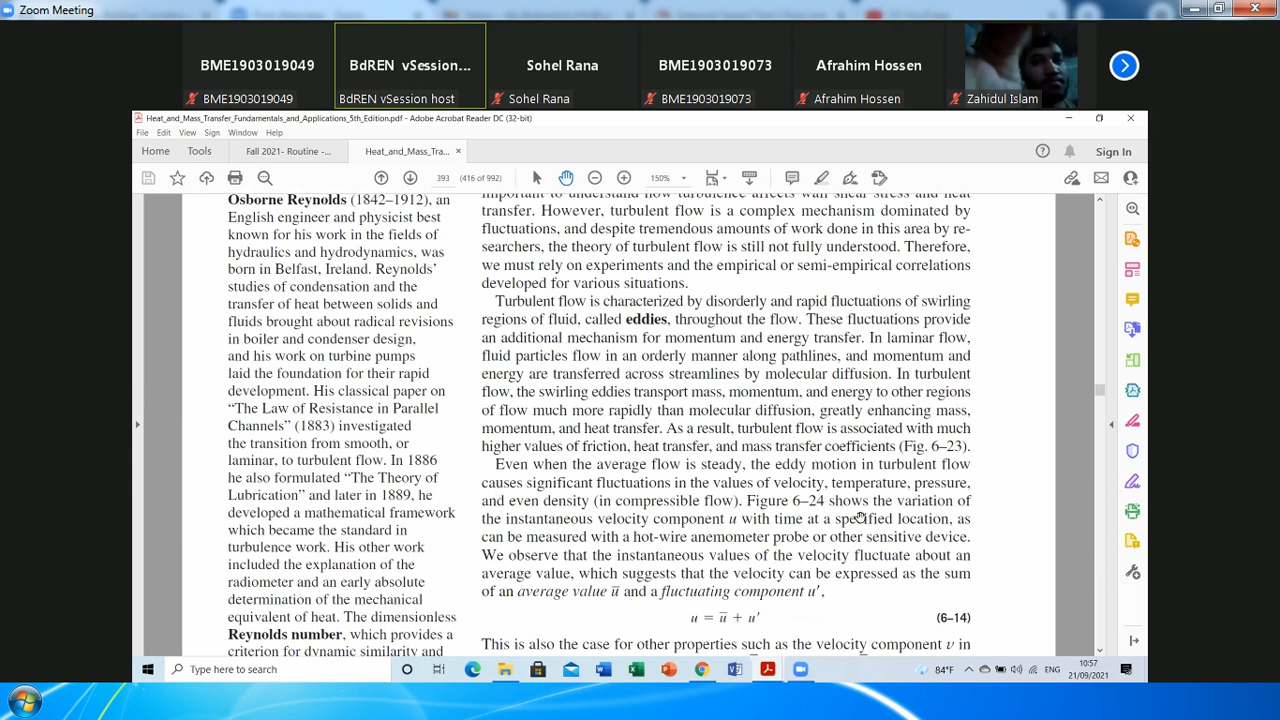 Zoom Meeting
BME1903019049
BdREN vSession...
Sohel Rana
BME1903019073
Afrahim Hossen
BME1903019049
BdREN vSession host
Sohel Rana
BME1903019073
Afrahim Hossen
Zahidul Islam
Heat_and_Mass_Transfer_Fundamentals_and_Applications_5th_Edition.pdf - Adobe Acrobat Reader DC (32-bit)
File Edit View Sign Window Help
Home Tools Fall 2021- Routine -... Heat_and_Mass_Tra... × Sign In
393 (416 of 992) 150%
Osborne Reynolds (1842–1912), an
English engineer and physicist best
known for his work in the fields of
hydraulics and hydrodynamics, was
born in Belfast, Ireland. Reynolds’
studies of condensation and the
transfer of heat between solids and
fluids brought about radical revisions
in boiler and condenser design,
and his work on turbine pumps
laid the foundation for their rapid
development. His classical paper on
“The Law of Resistance in Parallel
Channels” (1883) investigated
the transition from smooth, or
laminar, to turbulent flow. In 1886
he also formulated “The Theory of
Lubrication” and later in 1889, he
developed a mathematical framework
which became the standard in
turbulence work. His other work
included the explanation of the
radiometer and an early absolute
determination of the mechanical
equivalent of heat. The dimensionless
Reynolds number, which provides a
criterion for dynamic similarity and
important to understand how turbulence affects wall shear stress and heat
transfer. However, turbulent flow is a complex mechanism dominated by
fluctuations, and despite tremendous amounts of work done in this area by re-
searchers, the theory of turbulent flow is still not fully understood. Therefore,
we must rely on experiments and the empirical or semi-empirical correlations
developed for various situations.
Turbulent flow is characterized by disorderly and rapid fluctuations of swirling
regions of fluid, called eddies, throughout the flow. These fluctuations provide
an additional mechanism for momentum and energy transfer. In laminar flow,
fluid particles flow in an orderly manner along pathlines, and momentum and
energy are transferred across streamlines by molecular diffusion. In turbulent
flow, the swirling eddies transport mass, momentum, and energy to other regions
of flow much more rapidly than molecular diffusion, greatly enhancing mass,
momentum, and heat transfer. As a result, turbulent flow is associated with much
higher values of friction, heat transfer, and mass transfer coefficients (Fig. 6–23).
Even when the average flow is steady, the eddy motion in turbulent flow
causes significant fluctuations in the values of velocity, temperature, pressure,
and even density (in compressible flow). Figure 6–24 shows the variation of
the instantaneous velocity component u with time at a specified location, as
can be measured with a hot-wire anemometer probe or other sensitive device.
We observe that the instantaneous values of the velocity fluctuate about an
average value, which suggests that the velocity can be expressed as the sum
of an average value u̅ and a fluctuating component u′,
u = u̅ + u′ (6–14)
This is also the case for other properties such as the velocity component v in
Type here to search
84°F ENG
10:57
21/09/2021